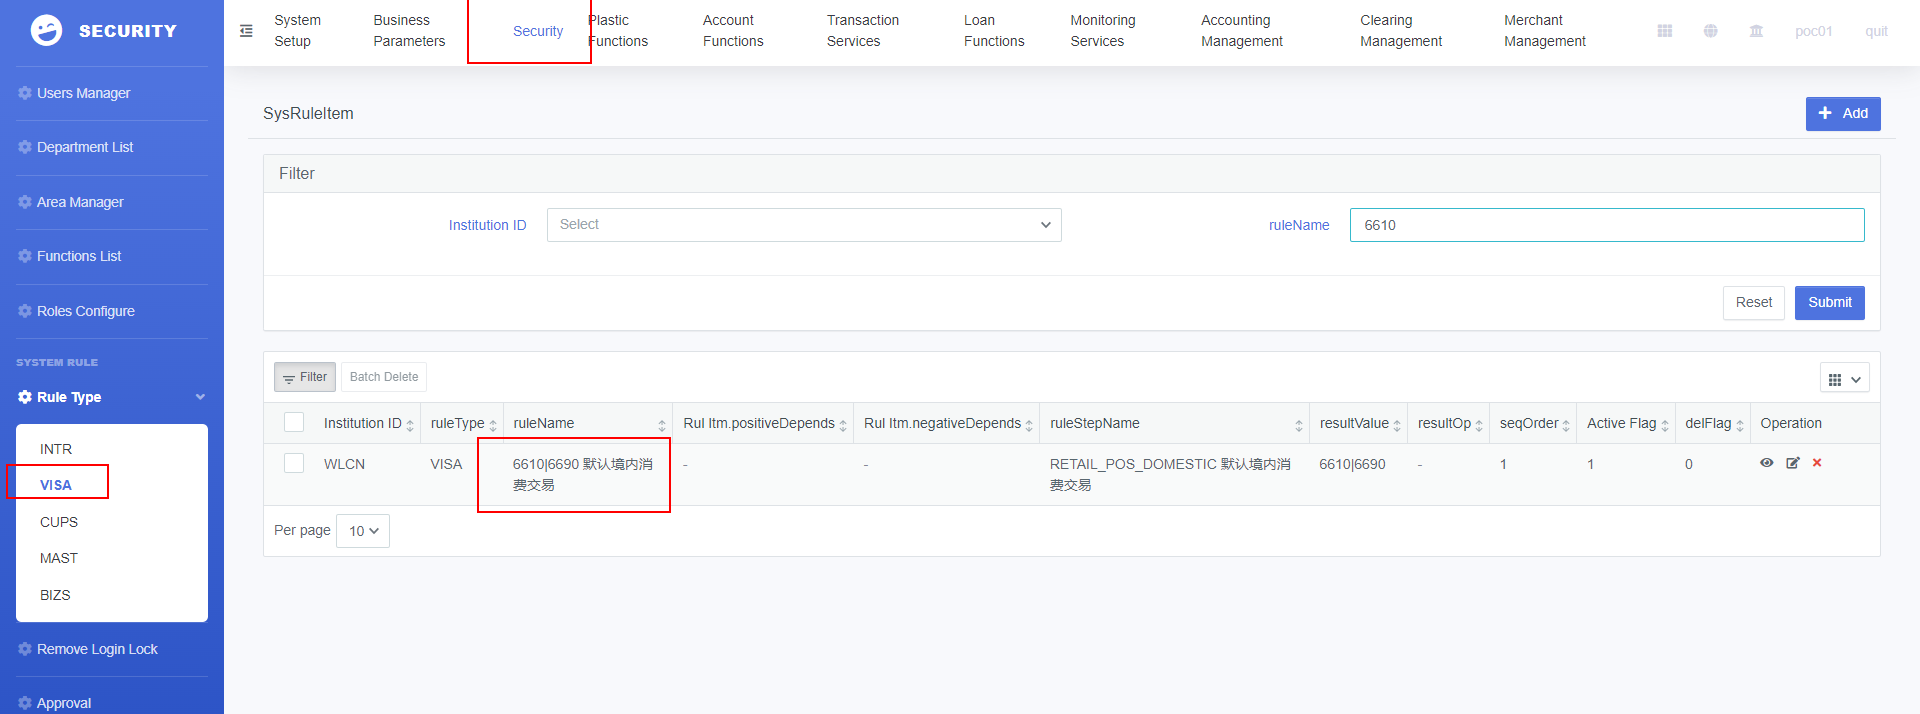 SECURITY
System
Setup
Business
Parameters
Security
Plastic
Functions
Account
Functions
Transaction
Services
Loan
Functions
Monitoring
Services
Accounting
Management
Clearing
Management
Merchant
Management
poc01
quit
Users Manager
Department List
Area Manager
Functions List
Roles Configure
SYSTEM RULE
Rule Type
INTR
VISA
CUPS
MAST
BIZS
Remove Login Lock
Approval
SysRuleItem
Add
Filter
Institution ID
Select
ruleName
6610
Reset
Submit
Filter
Batch Delete
Institution ID
ruleType
ruleName
Rul Itm.positiveDepends
Rul Itm.negativeDepends
ruleStepName
resultValue
resultOp
seqOrder
Active Flag
delFlag
Operation
WLCN
VISA
6610|6690 默认境内消
费交易
-
-
RETAIL_POS_DOMESTIC 默认境内消
费交易
6610|6690
-
1
1
0
Per page
10